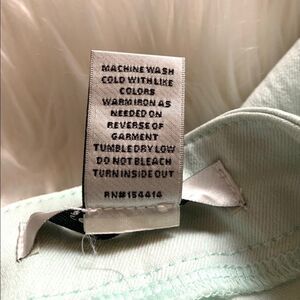 MACHINE WASH
COLD WITH LIKE
COLORS
WARM IRON AS
NEEDED ON
REVERSE OF
GARMENT
TUMBLE DRY LOW
DO NOT BLEACH
TURN INSIDE OUT
RN#154414